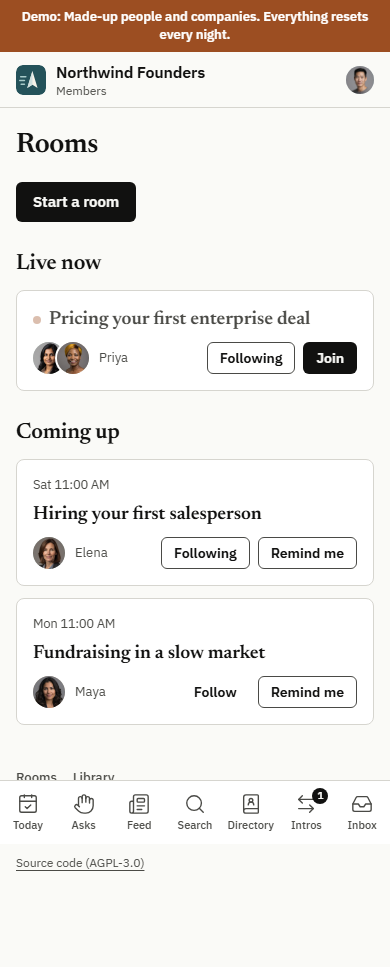 Demo: Made-up people and companies. Everything resets
every night.
Northwind Founders
Members
Rooms
Start a room
Live now
Pricing your first enterprise deal
Priya
Following
Join
Coming up
Sat 11:00 AM
Hiring your first salesperson
Elena
Following
Remind me
Mon 11:00 AM
Fundraising in a slow market
Maya
Follow
Remind me
Rooms Library
1
Today Asks Feed Search Directory Intros Inbox
Source code (AGPL-3.0)